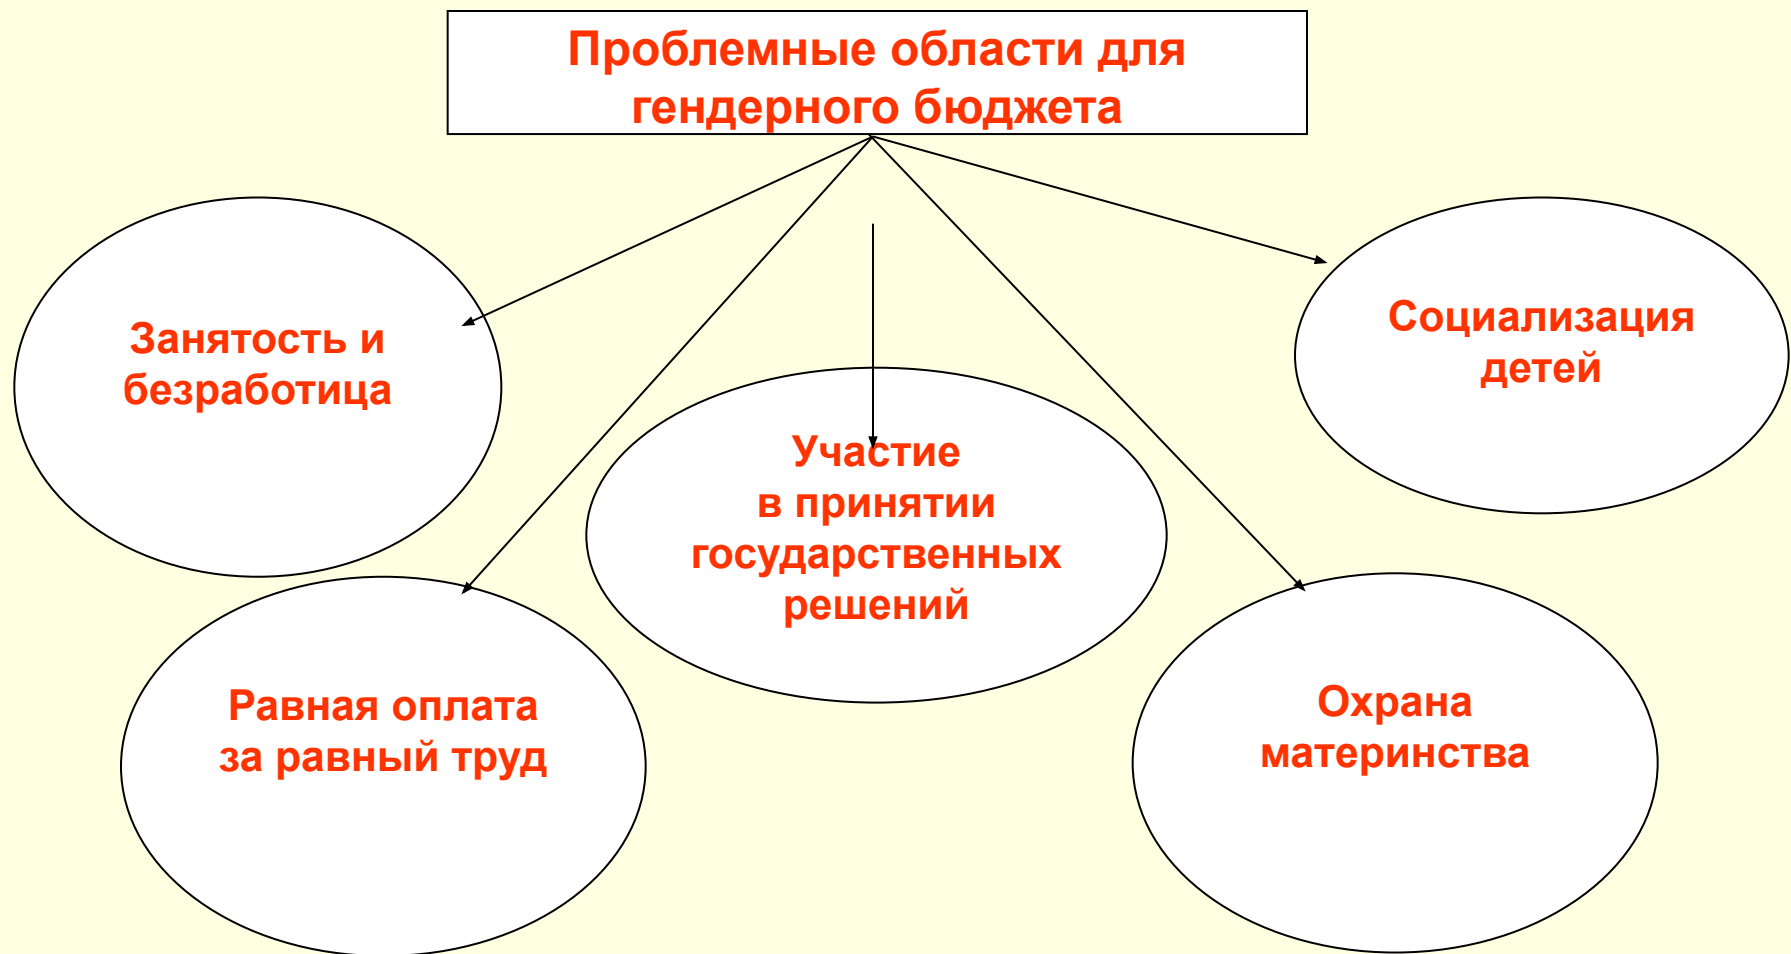 Проблемные области для
гендерного бюджета
Занятость и
безработица
Социализация
детей
Участие
в принятии
государственных
решений
Равная оплата
за равный труд
Охрана
материнства